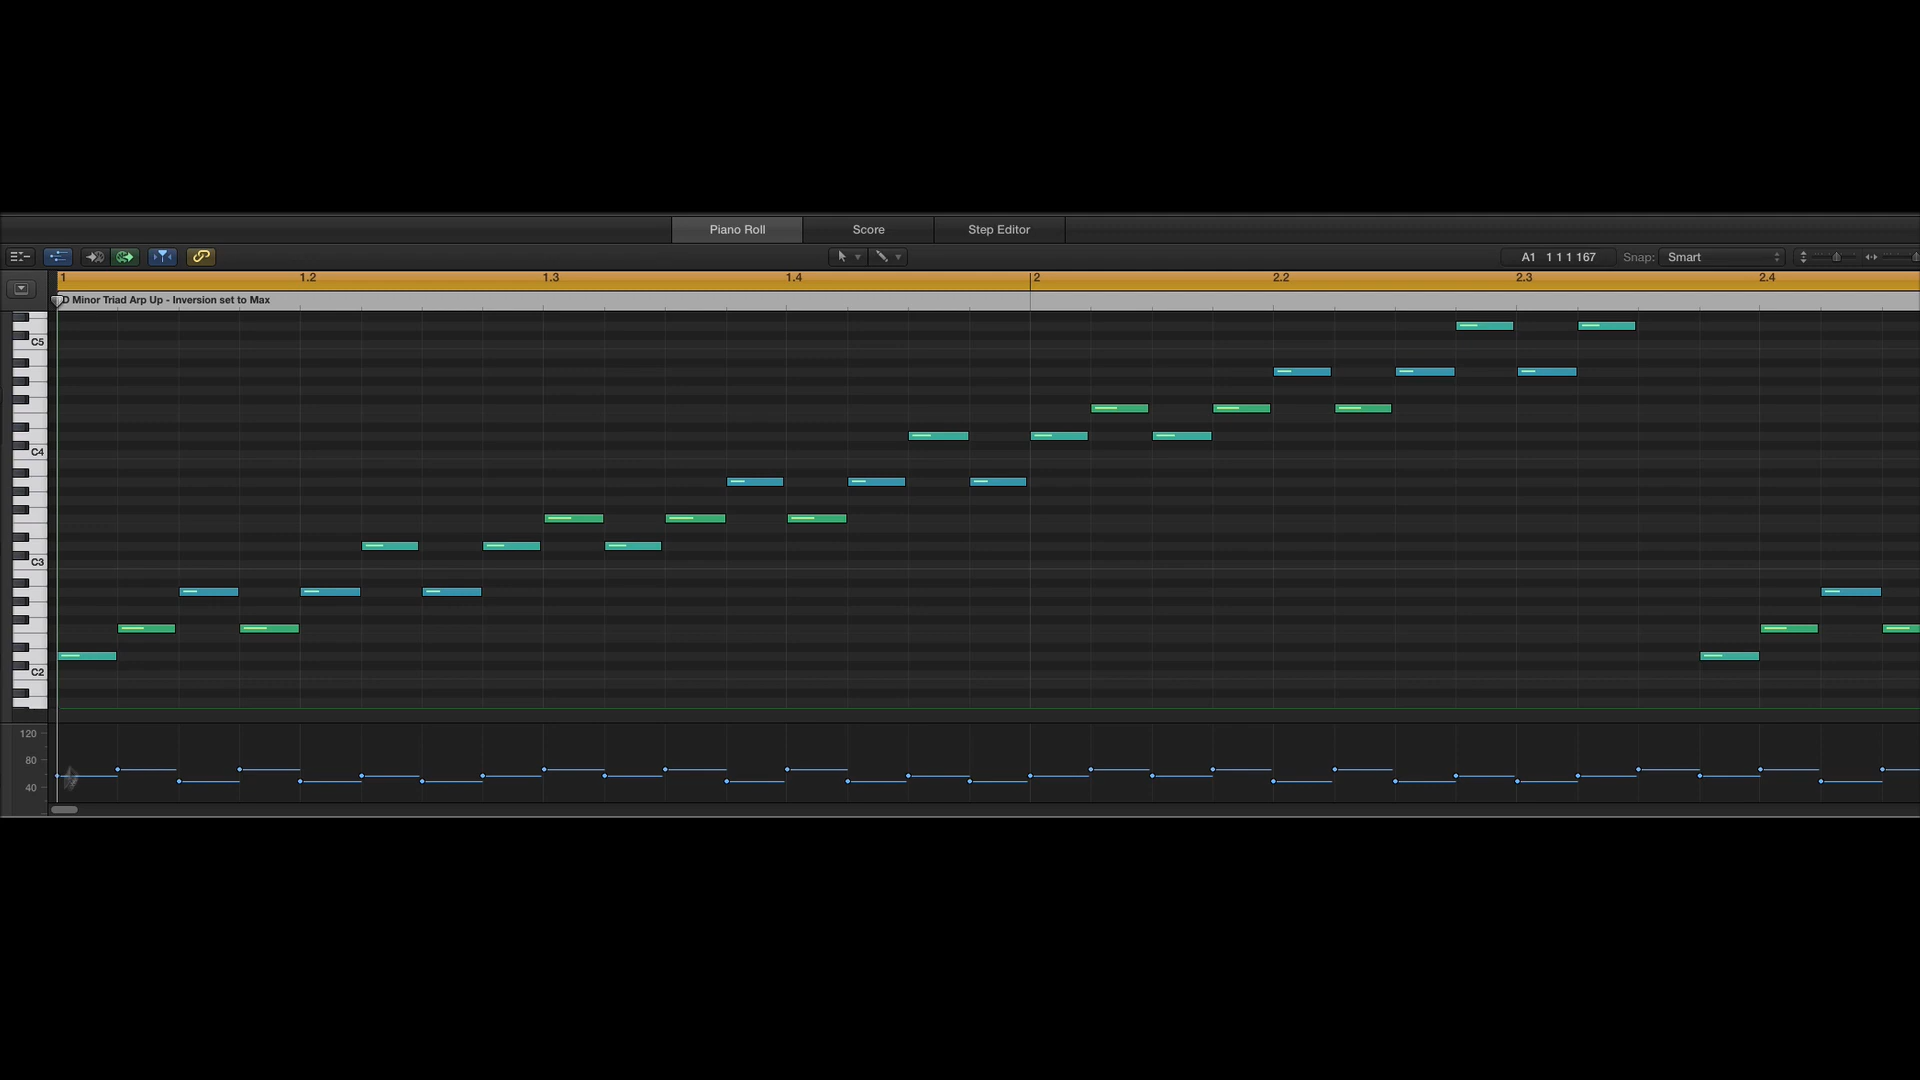 Piano Roll Score Step Editor
A1 1 1 1 167 Snap: Smart
1 1.2 1.3 1.4 2 2.2 2.3 2.4
D Minor Triad Arp Up - Inversion set to Max
C5
C4
C3
C2
120
80
40